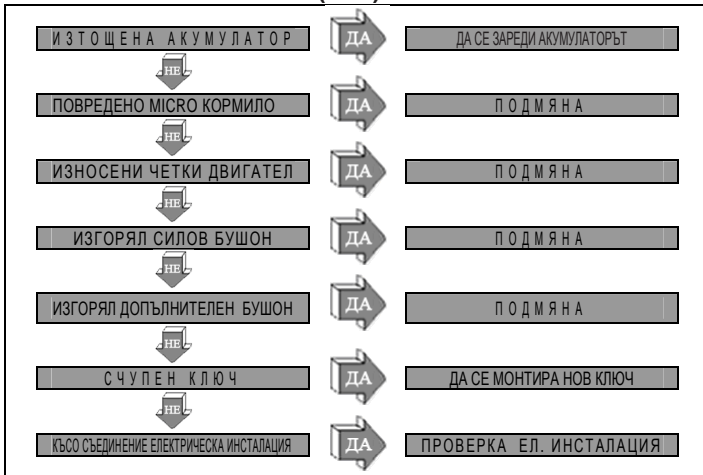 ИЗТОЩЕНА АКУМУЛАТОР ДА ДА СЕ ЗАРЕДИ АКУМУЛАТОРЪТ
НЕ
ПОВРЕДЕНО MICRO КОРМИЛО ДА ПОДМЯНА
НЕ
ИЗНОСЕНИ ЧЕТКИ ДВИГАТЕЛ ДА ПОДМЯНА
НЕ
ИЗГОРЯЛ СИЛОВ БУШОН ДА ПОДМЯНА
НЕ
ИЗГОРЯЛ ДОПЪЛНИТЕЛЕН БУШОН ДА ПОДМЯНА
НЕ
СЧУПЕН КЛЮЧ ДА ДА СЕ МОНТИРА НОВ КЛЮЧ
НЕ
КЪСО СЪЕДИНЕНИЕ ЕЛЕКТРИЧЕСКА ИНСТАЛАЦИЯ ДА ПРОВЕРКА ЕЛ. ИНСТАЛАЦИЯ